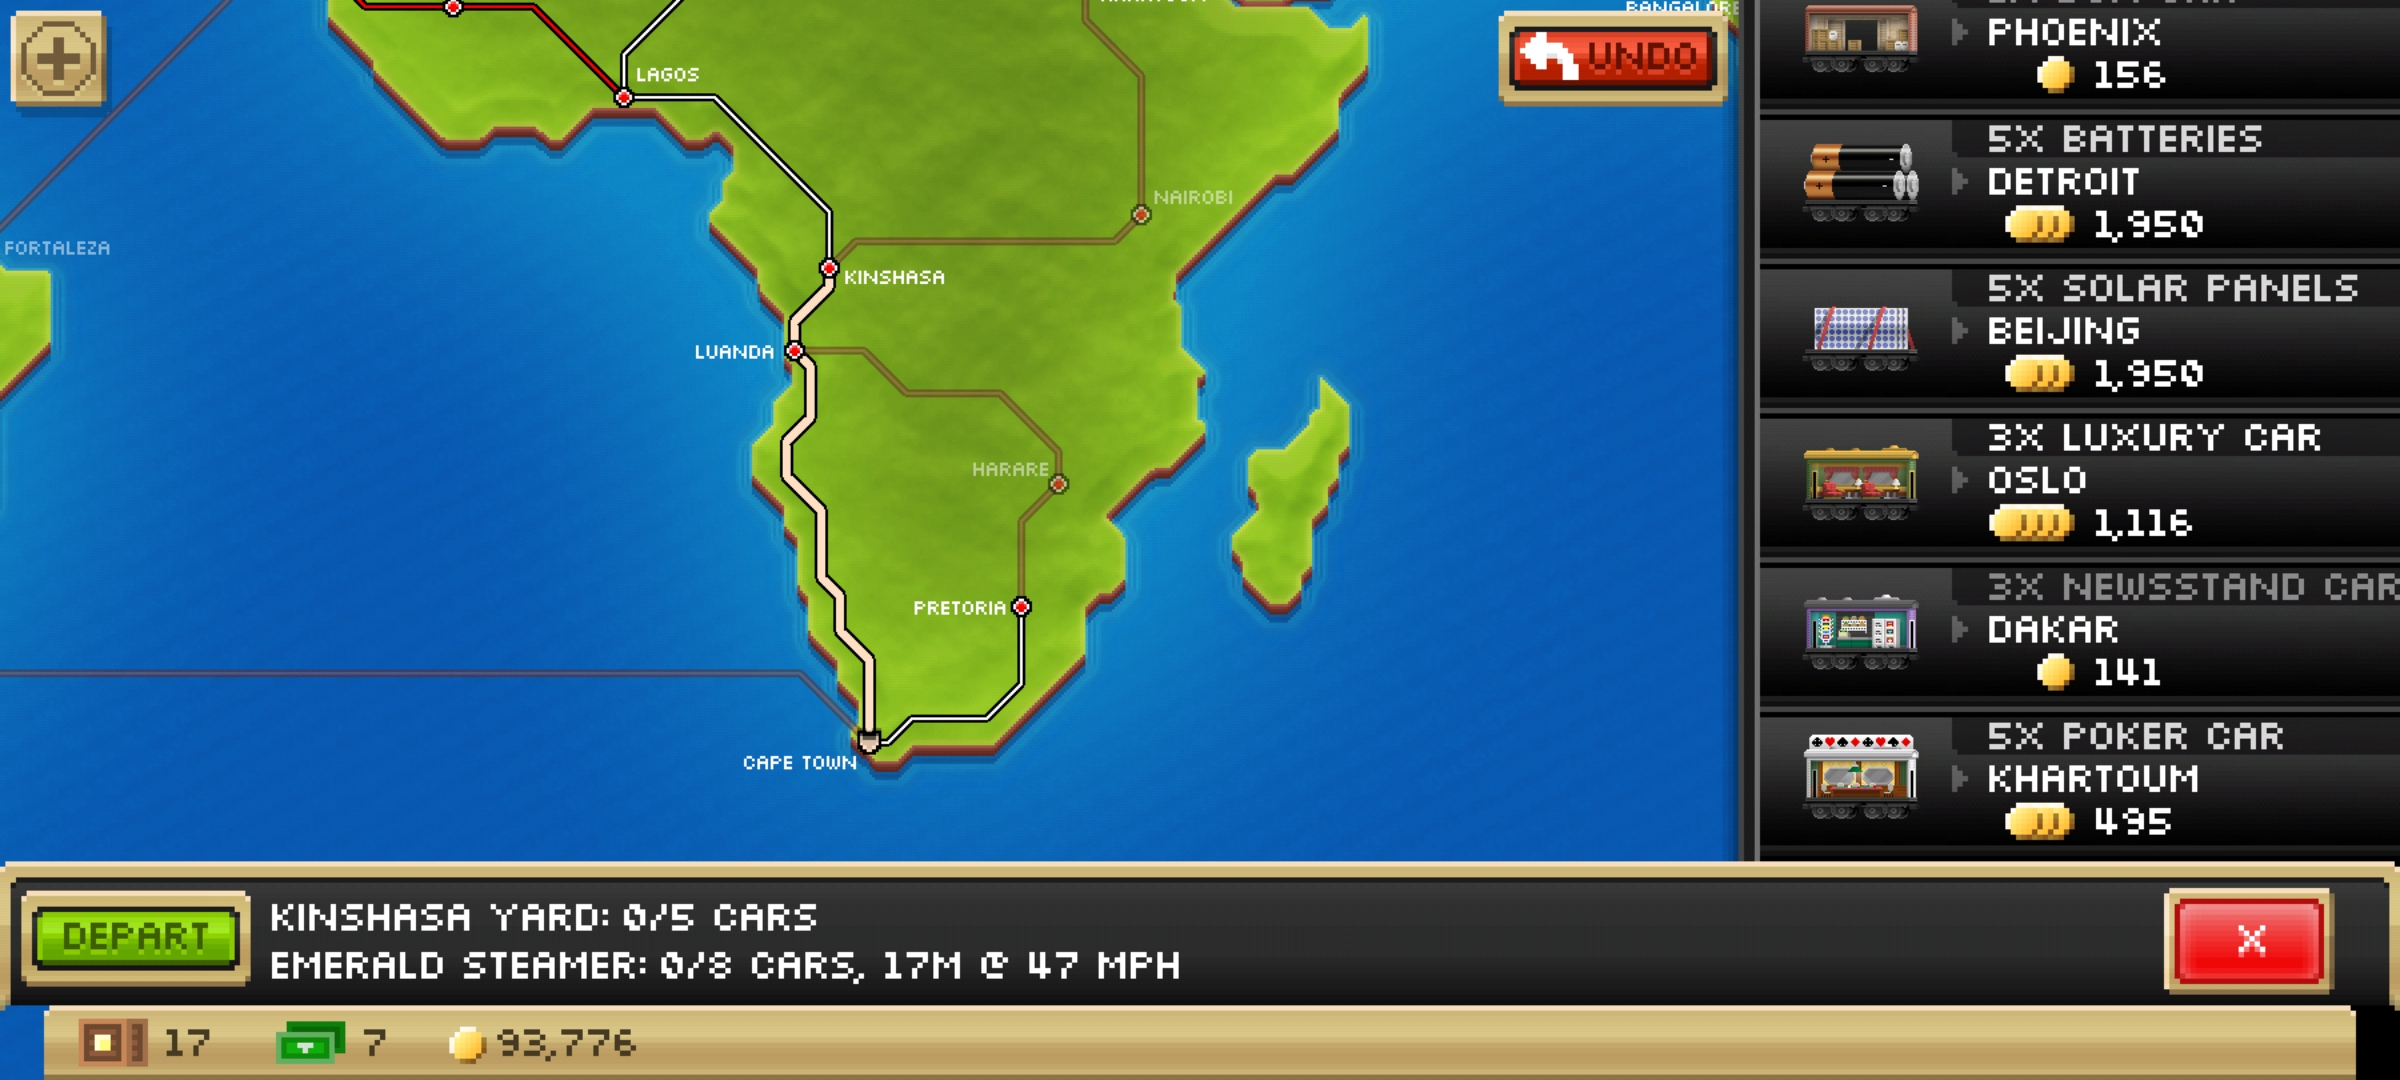 BANGALORE
LAGOS
UNDO
NAIROBI
FORTALEZA
KINSHASA
LUANDA
HARARE
PRETORIA
CAPE TOWN
PHOENIX
156
5X BATTERIES
DETROIT
1,950
5X SOLAR PANELS
BEIJING
1,950
3X LUXURY CAR
OSLO
1,116
3X NEWSSTAND CAR
DAKAR
141
5X POKER CAR
KHARTOUM
495
DEPART
KINSHASA YARD: 0/5 CARS
EMERALD STEAMER: 0/8 CARS, 17M @ 47 MPH
X
17
7
93,776